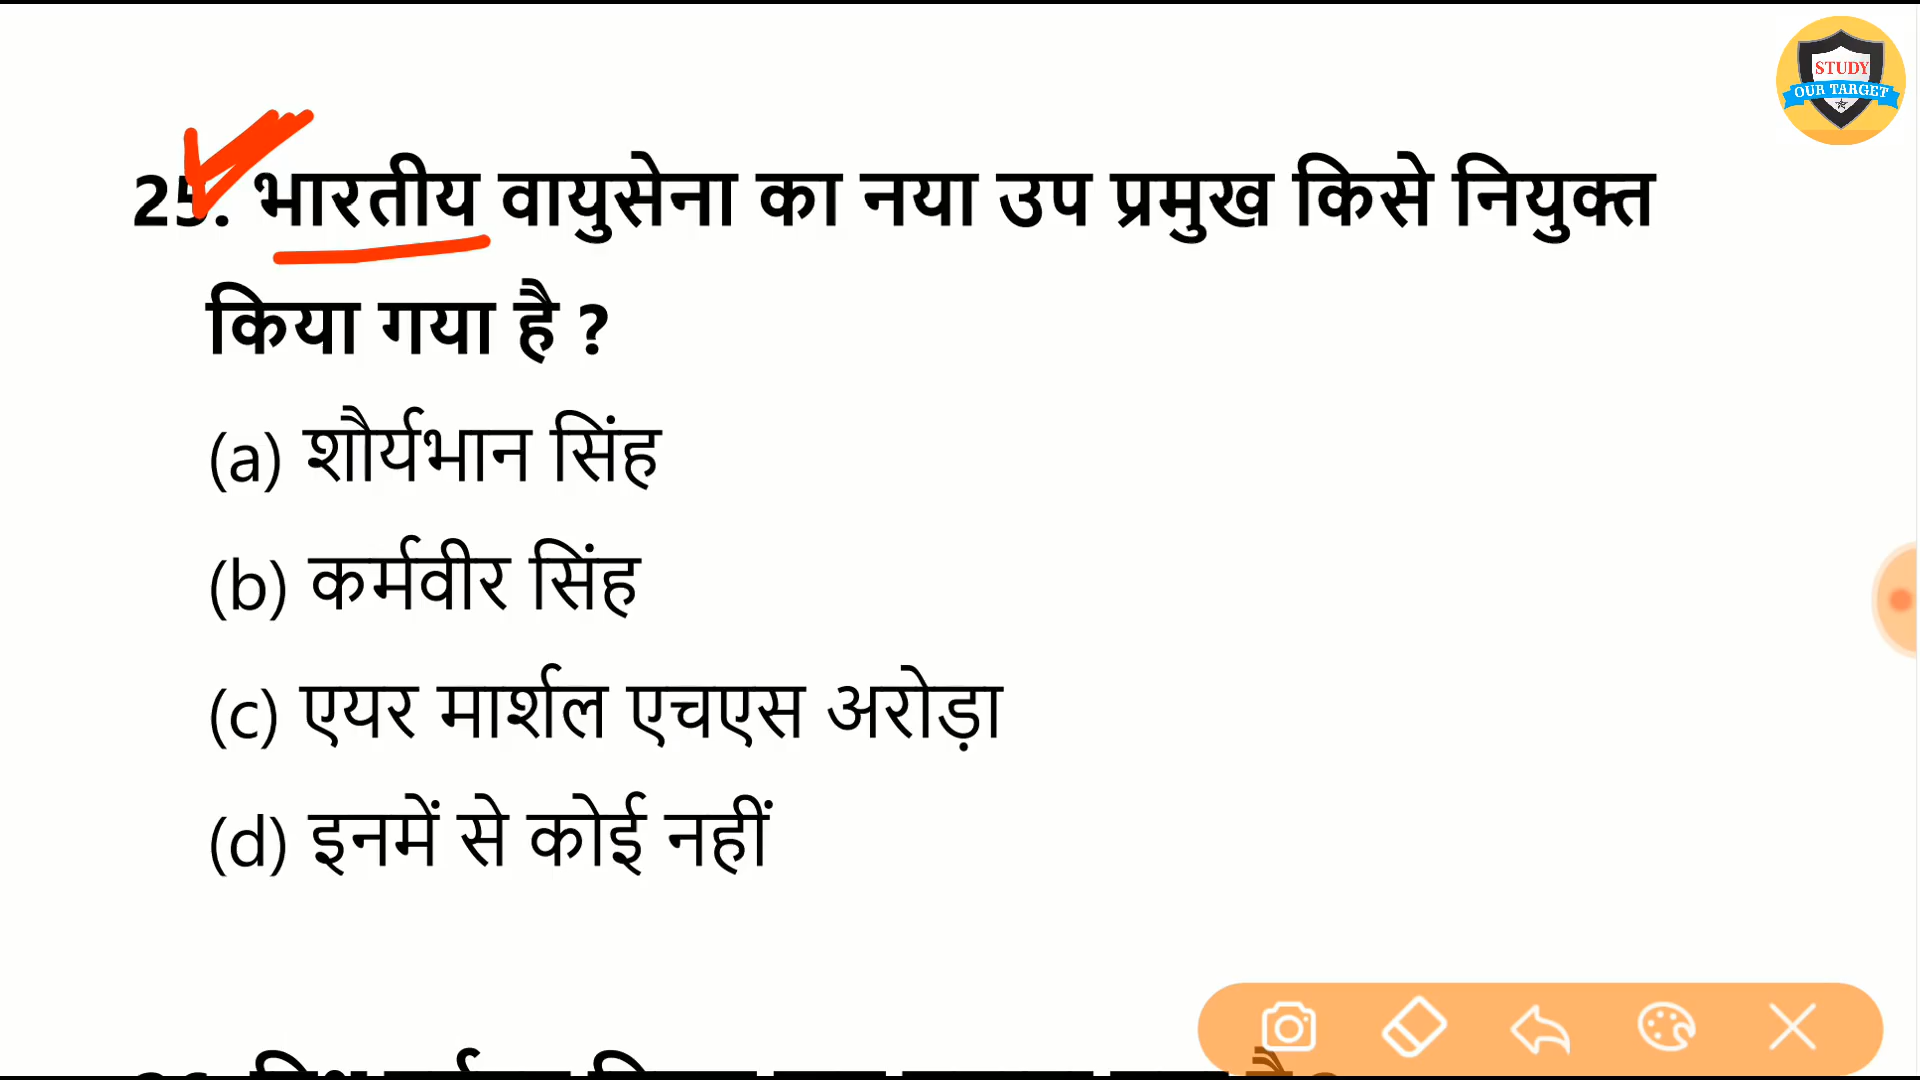 STUDY
OUR TARGET
25. भारतीय वायुसेना का नया उप प्रमुख किसे नियुक्त
किया गया है ?
(a) शौर्यभान सिंह
(b) कर्मवीर सिंह
(c) एयर मार्शल एचएस अरोड़ा
(d) इनमें से कोई नहीं